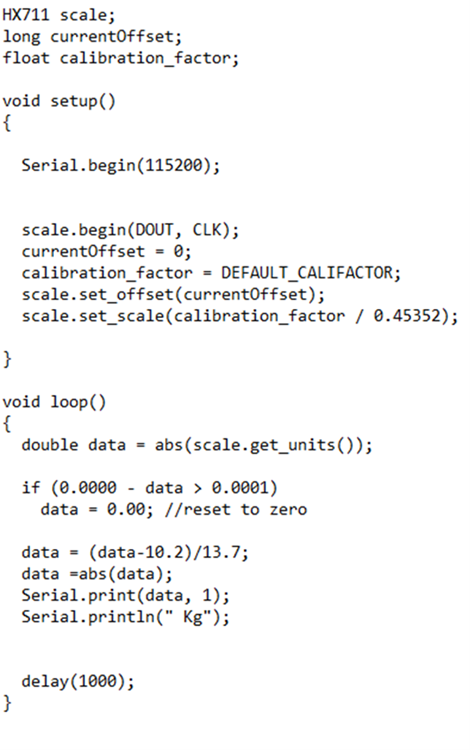 HX711 scale;
long currentOffset;
float calibration_factor;

void setup()
{

  Serial.begin(115200);


  scale.begin(DOUT, CLK);
  currentOffset = 0;
  calibration_factor = DEFAULT_CALIFACTOR;
  scale.set_offset(currentOffset);
  scale.set_scale(calibration_factor / 0.45352);

}

void loop()
{
  double data = abs(scale.get_units());

  if (0.0000 - data > 0.0001)
    data = 0.00; //reset to zero

  data = (data-10.2)/13.7;
  data =abs(data);
  Serial.print(data, 1);
  Serial.println(" Kg");


  delay(1000);
}